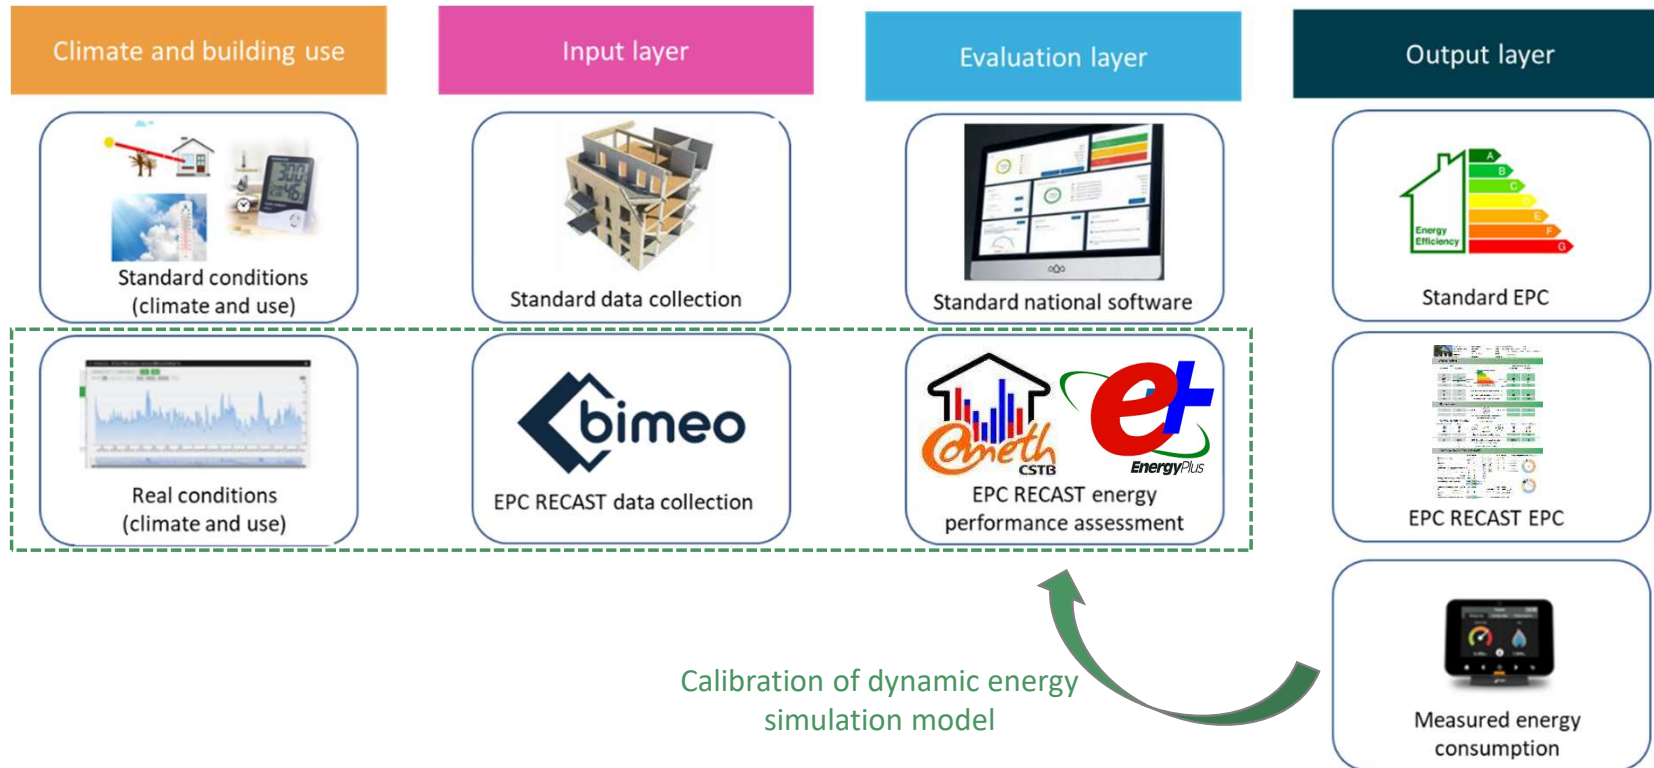 Climate and building use
Input layer
Evaluation layer
Output layer
Standard conditions
(climate and use)
Standard data collection
Standard national software
A
B
C
D
E
F
G
Energy
Efficiency
Standard EPC
Real conditions
(climate and use)
bimeo
EPC RECAST data collection
Cometh
CSTB
e+
EnergyPlus
EPC RECAST energy
performance assessment
EPC RECAST EPC
Calibration of dynamic energy
simulation model
Measured energy
consumption